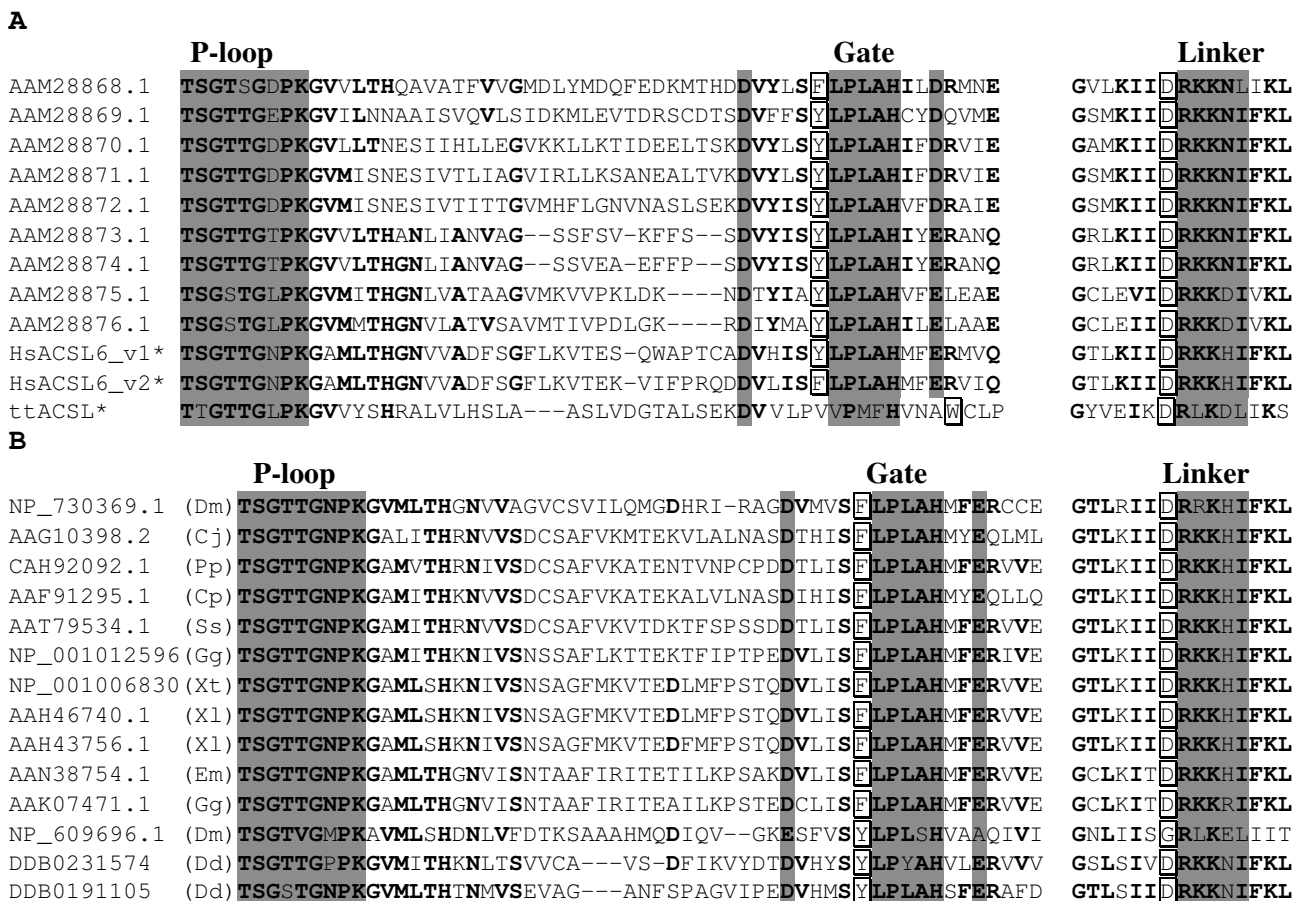 A
P-loop Gate Linker
AAM28868.1 TSGTSGDPKGVVLTHQAVATFVVGMDLYMDQFEDKMTHDDVYLSFLPLAHILDRMNE GVLKIIDRKKNLIKL
AAM28869.1 TSGTTGEPKGVILNNAAISVQVLSIDKMLEVTDRSCDTSDVFFSYLPLAHCYDQVME GSMKIIDRKKNIFKL
AAM28870.1 TSGTTGDPKGVLLTNESIIHLLEGVKKLLKTIDEELTSKDVYLSYLPLAHIFDRVIE GAMKIIDRKKNIFKL
AAM28871.1 TSGTTGDPKGVMISNESIVTLIAGVIRLLKSANEALTVKDVYLSYLPLAHIFDRVIE GSMKIIDRKKNIFKL
AAM28872.1 TSGTTGDPKGVMISNESIVTITTGVMHFLGNVNASLSEKDVYISYLPLAHVFDRAIE GSMKIIDRKKNIFKL
AAM28873.1 TSGTTGTPKGVVLTHANLIANVAG--SSFSV-KFFS--SDVYISYLPLAHIYERANQ GRLKIIDRKKNIFKL
AAM28874.1 TSGTTGTPKGVVLTHGNLIANVAG--SSVEA-EFFP--SDVYISYLPLAHIYERANQ GRLKIIDRKKNIFKL
AAM28875.1 TSGSTGLPKGVMITHGNLVATAAGVMKVVPKLDK----NDTYIAYLPLAHVFELEAE GCLEVIDRKKDIVKL
AAM28876.1 TSGSTGLPKGVMMTHGNVLATVSAVMTIVPDLGK----RDIYMAYLPLAHILELAAE GCLEIIDRKKDIVKL
HsACSL6_v1* TSGTTGNPKGAMLTHGNVVADFSGFLKVTES-QWAPTCADVHISYLPLAHMFERMVQ GTLKIIDRKKHIFKL
HsACSL6_v2* TSGTTGNPKGAMLTHGNVVADFSGFLKVTEK-VIFPRQDDVLISFLPLAHMFERVIQ GTLKIIDRKKHIFKL
ttACSL* TTGTTGLPKGVVYSHRALVLHSLA---ASLVDGTALSEKDVVLPVVPMFHVNAWCLP GYVEIKDRLKDLIKS
B
P-loop Gate Linker
NP_730369.1 (Dm) TSGTTGNPKGVMLTHGNVVAGVCSVILQMGDHRI-RAGDVMVSFLPLAHMFERCCE GTLRIIDRRKHIFKL
AAG10398.2 (Cj) TSGTTGNPKGALITHRNVVSDCSAFVKMTEKVLALNASDTHISFLPLAHMYEQLML GTLKIIDRKKHIFKL
CAH92092.1 (Pp) TSGTTGNPKGAMVTHRNIVSDCSAFVKATENTVNPCPDDTLISFLPLAHMFERVVE GTLKIIDRKKHIFKL
AAF91295.1 (Cp) TSGTTGNPKGAMITHKNVVSDCSAFVKATEKALVLNASDIHISFLPLAHMYEQLLQ GTLKIIDRKKHIFKL
AAT79534.1 (Ss) TSGTTGNPKGAMITHRNVVSDCSAFVKVTDKTFSPSSDDTLISFLPLAHMFERVVE GTLKIIDRKKHIFKL
NP_001012596(Gg) TSGTTGNPKGAMITHKNIVSNSSAFLKTTEKTFIPTPEDVLISFLPLAHMFERIVE GTLKIIDRKKHIFKL
NP_001006830(Xt) TSGTTGNPKGAMLSHKNIVSNSAGFMKVTEDLMFPSTQDVLISFLPLAHMFERVVE GTLKIIDRKKHIFKL
AAH46740.1 (Xl) TSGTTGNPKGAMLSHKNIVSNSAGFMKVTEDLMFPSTQDVLISFLPLAHMFERVVE GTLKIIDRKKHIFKL
AAH43756.1 (Xl) TSGTTGNPKGAMLSHKNIVSNSAGFMKVTEDFMFPSTQDVLISFLPLAHMFERVVE GTLKIIDRKKHIFKL
AAN38754.1 (Em) TSGTTGNPKGAMLTHGNVISNTAAFIRITETILKPSAKDVLISFLPLAHMFERVVE GCLKITDRKKHIFKL
AAK07471.1 (Gg) TSGTTGNPKGAMLTHGNVISNTAAFIRITEAILKPSTEDCLISFLPLAHMFERVVE GCLKITDRKKRIFKL
NP_609696.1 (Dm) TSGTVGMPKAVMLSHDNLVFDTKSAAAHMQDIQV--GKESFVSYLPLSHVAAQIVI GNLIISGRLKELIIT
DDB0231574 (Dd) TSGTTGPPKGVMITHKNLTSVVCA---VS-DFIKVYDTDVHYSYLPYAHVLERVVV GSLSIVDRKKNIFKL
DDB0191105 (Dd) TSGSTGNPKGVMLTHTNMVSEVAG---ANFSPAGVIPEDVHMSYLPLAHSFERAFD GTLSIIDRKKNIFKL